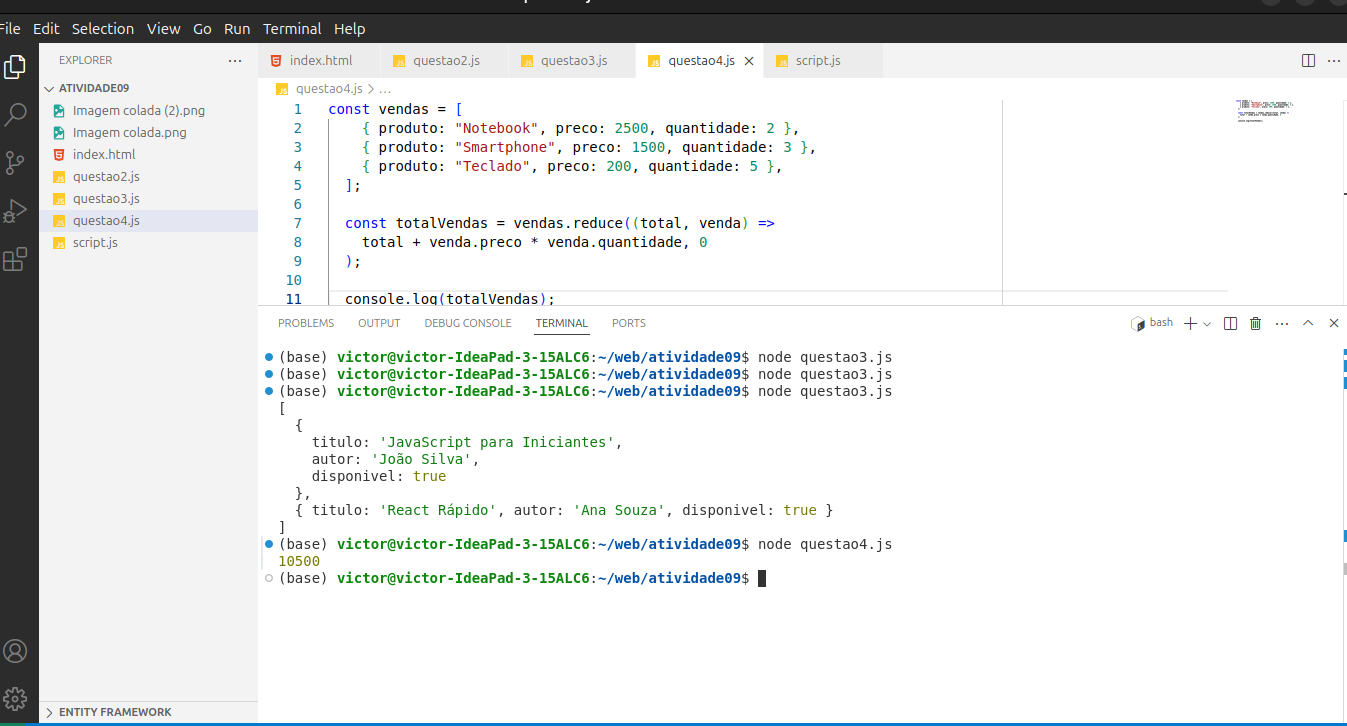 File Edit Selection View Go Run Terminal Help
EXPLORER
ATIVIDADE09
Imagem colada (2).png
Imagem colada.png
index.html
questao2.js
questao3.js
questao4.js
script.js
ENTITY FRAMEWORK
index.html questao2.js questao3.js questao4.js script.js
questao4.js > ...
1 const vendas = [
2 { produto: "Notebook", preco: 2500, quantidade: 2 },
3 { produto: "Smartphone", preco: 1500, quantidade: 3 },
4 { produto: "Teclado", preco: 200, quantidade: 5 },
5 ];
6
7 const totalVendas = vendas.reduce((total, venda) =>
8 total + venda.preco * venda.quantidade, 0
9 );
10
11 console.log(totalVendas);
PROBLEMS OUTPUT DEBUG CONSOLE TERMINAL PORTS
bash
(base) victor@victor-IdeaPad-3-15ALC6:~/web/atividade09$ node questao3.js
(base) victor@victor-IdeaPad-3-15ALC6:~/web/atividade09$ node questao3.js
(base) victor@victor-IdeaPad-3-15ALC6:~/web/atividade09$ node questao3.js
[
{
titulo: 'JavaScript para Iniciantes',
autor: 'João Silva',
disponivel: true
},
{ titulo: 'React Rápido', autor: 'Ana Souza', disponivel: true }
]
(base) victor@victor-IdeaPad-3-15ALC6:~/web/atividade09$ node questao4.js
10500
(base) victor@victor-IdeaPad-3-15ALC6:~/web/atividade09$